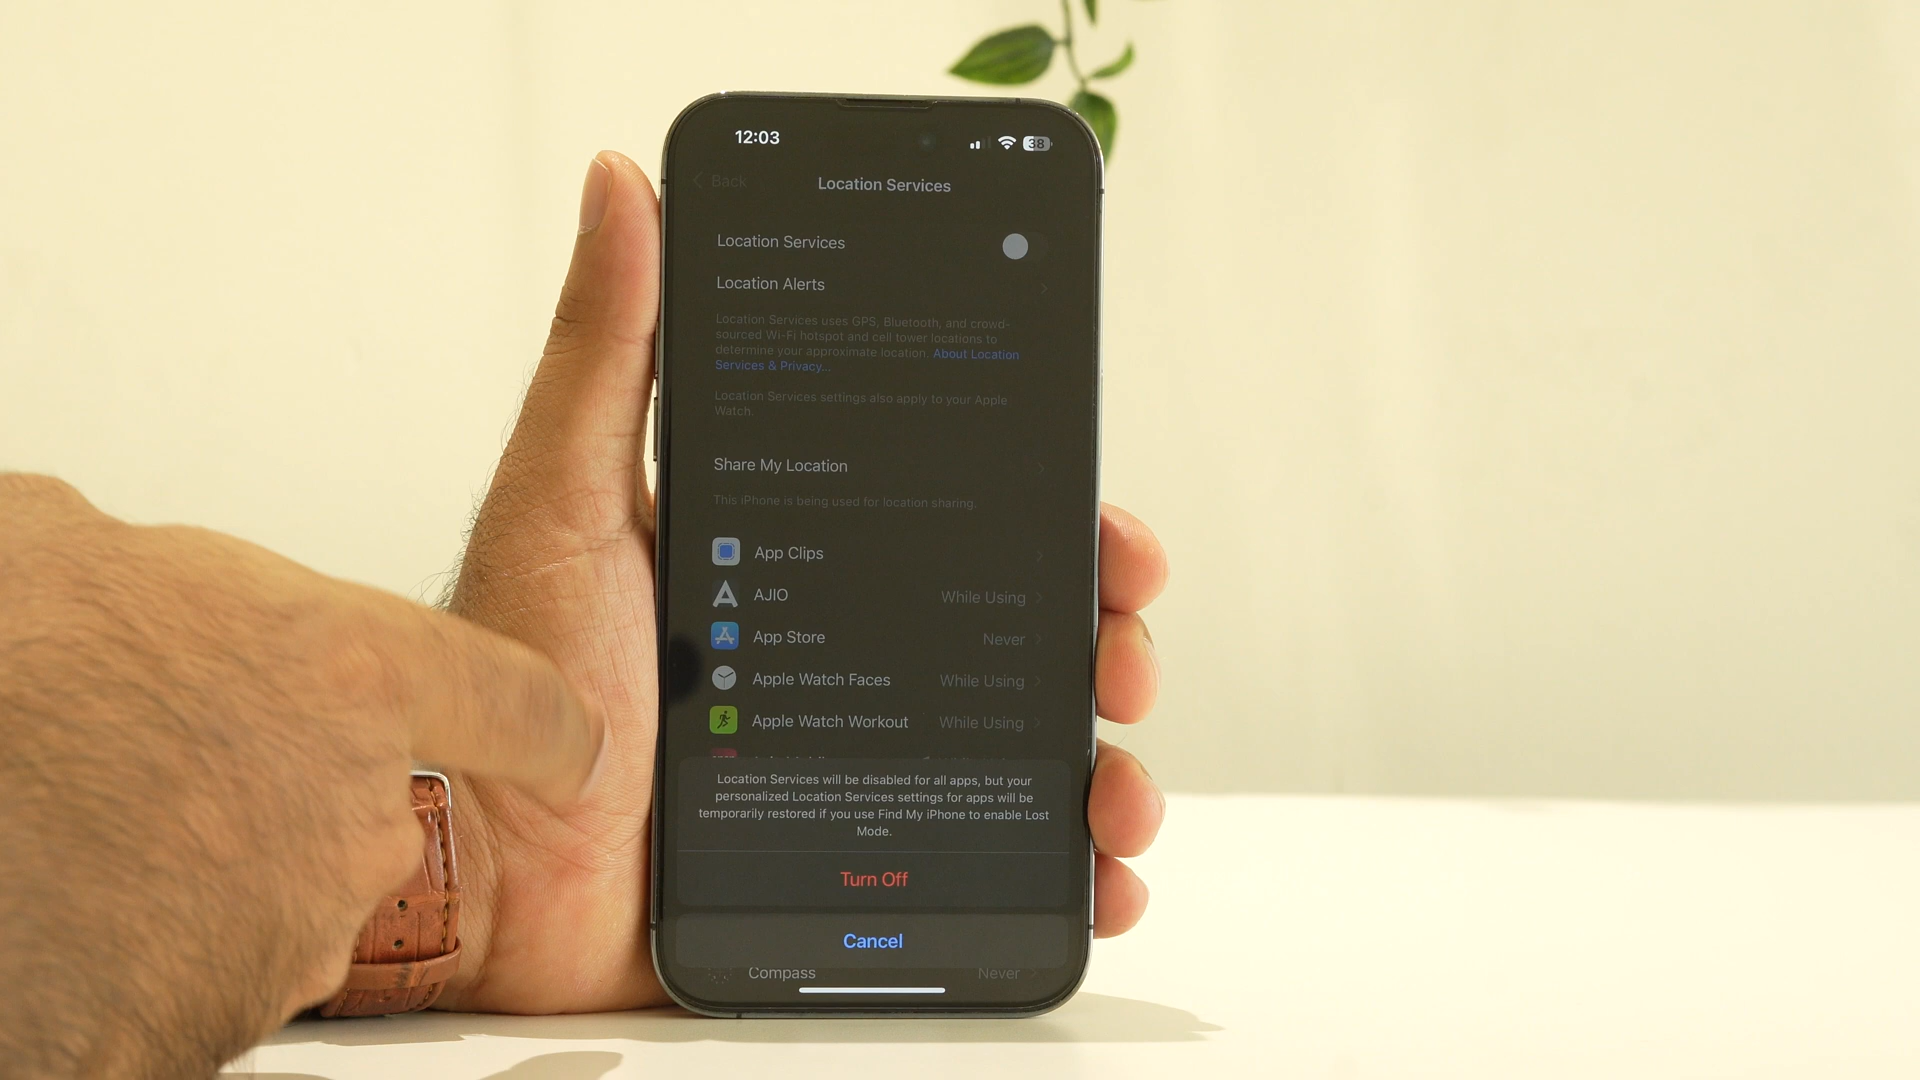 12:03
38
Back
Location Services
Location Services
Location Alerts
Location Services uses GPS, Bluetooth, and crowd-
sourced Wi-Fi hotspot and cell tower locations to
determine your approximate location. About Location
Services & Privacy...
Location Services settings also apply to your Apple
Watch.
Share My Location
This iPhone is being used for location sharing.
App Clips
AJIO While Using
App Store Never
Apple Watch Faces While Using
Apple Watch Workout While Using
Location Services will be disabled for all apps, but your
personalized Location Services settings for apps will be
temporarily restored if you use Find My iPhone to enable Lost
Mode.
Turn Off
Cancel
Compass Never